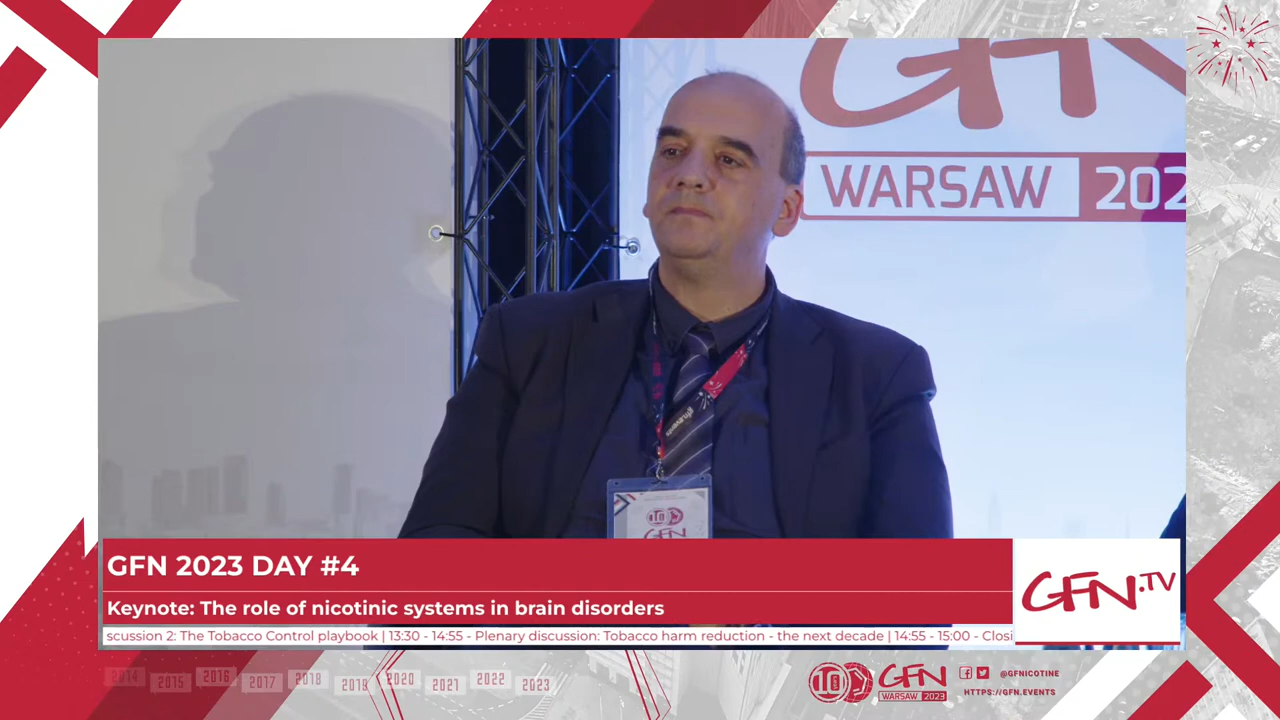 GFN
WARSAW 202
GFN
GFN 2023 DAY #4
Keynote: The role of nicotinic systems in brain disorders
scussion 2: The Tobacco Control playbook | 13:30 - 14:55 - Plenary discussion: Tobacco harm reduction - the next decade | 14:55 - 15:00 - Closi
GFN.TV
2014 2015 2016 2017 2018 2019 2020 2021 2022 2023
GFN
WARSAW 2023
@GFNICOTINE
HTTPS://GFN.EVENTS